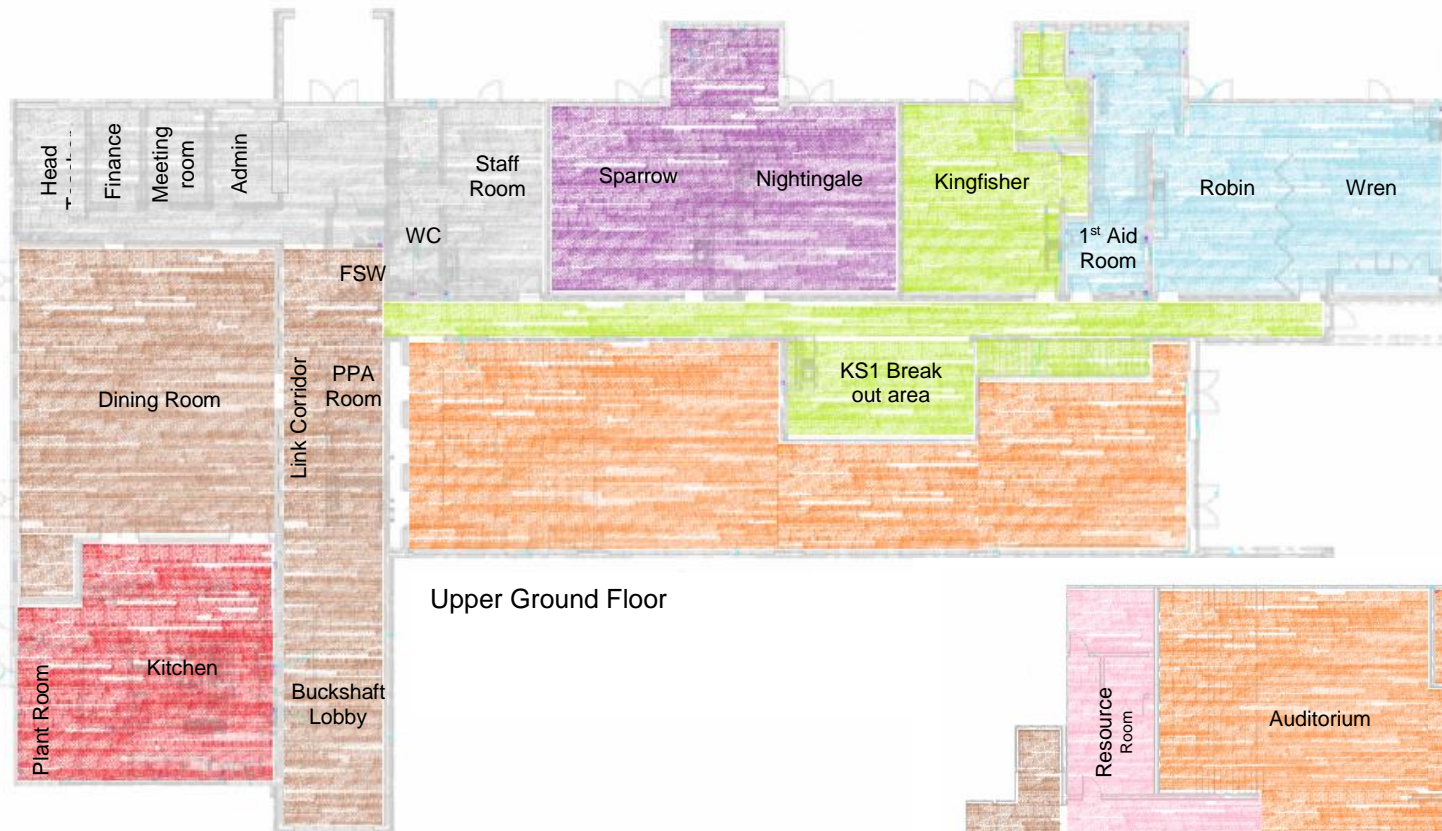 Head
Finance
Meeting
room
Admin
Staff
Room
WC
FSW
Sparrow
Nightingale
Kingfisher
1st Aid
Room
Robin
Wren
Dining Room
Link Corridor
PPA
Room
KS1 Break
out area
Upper Ground Floor
Plant Room
Kitchen
Buckshaft
Lobby
Resource
Room
Auditorium